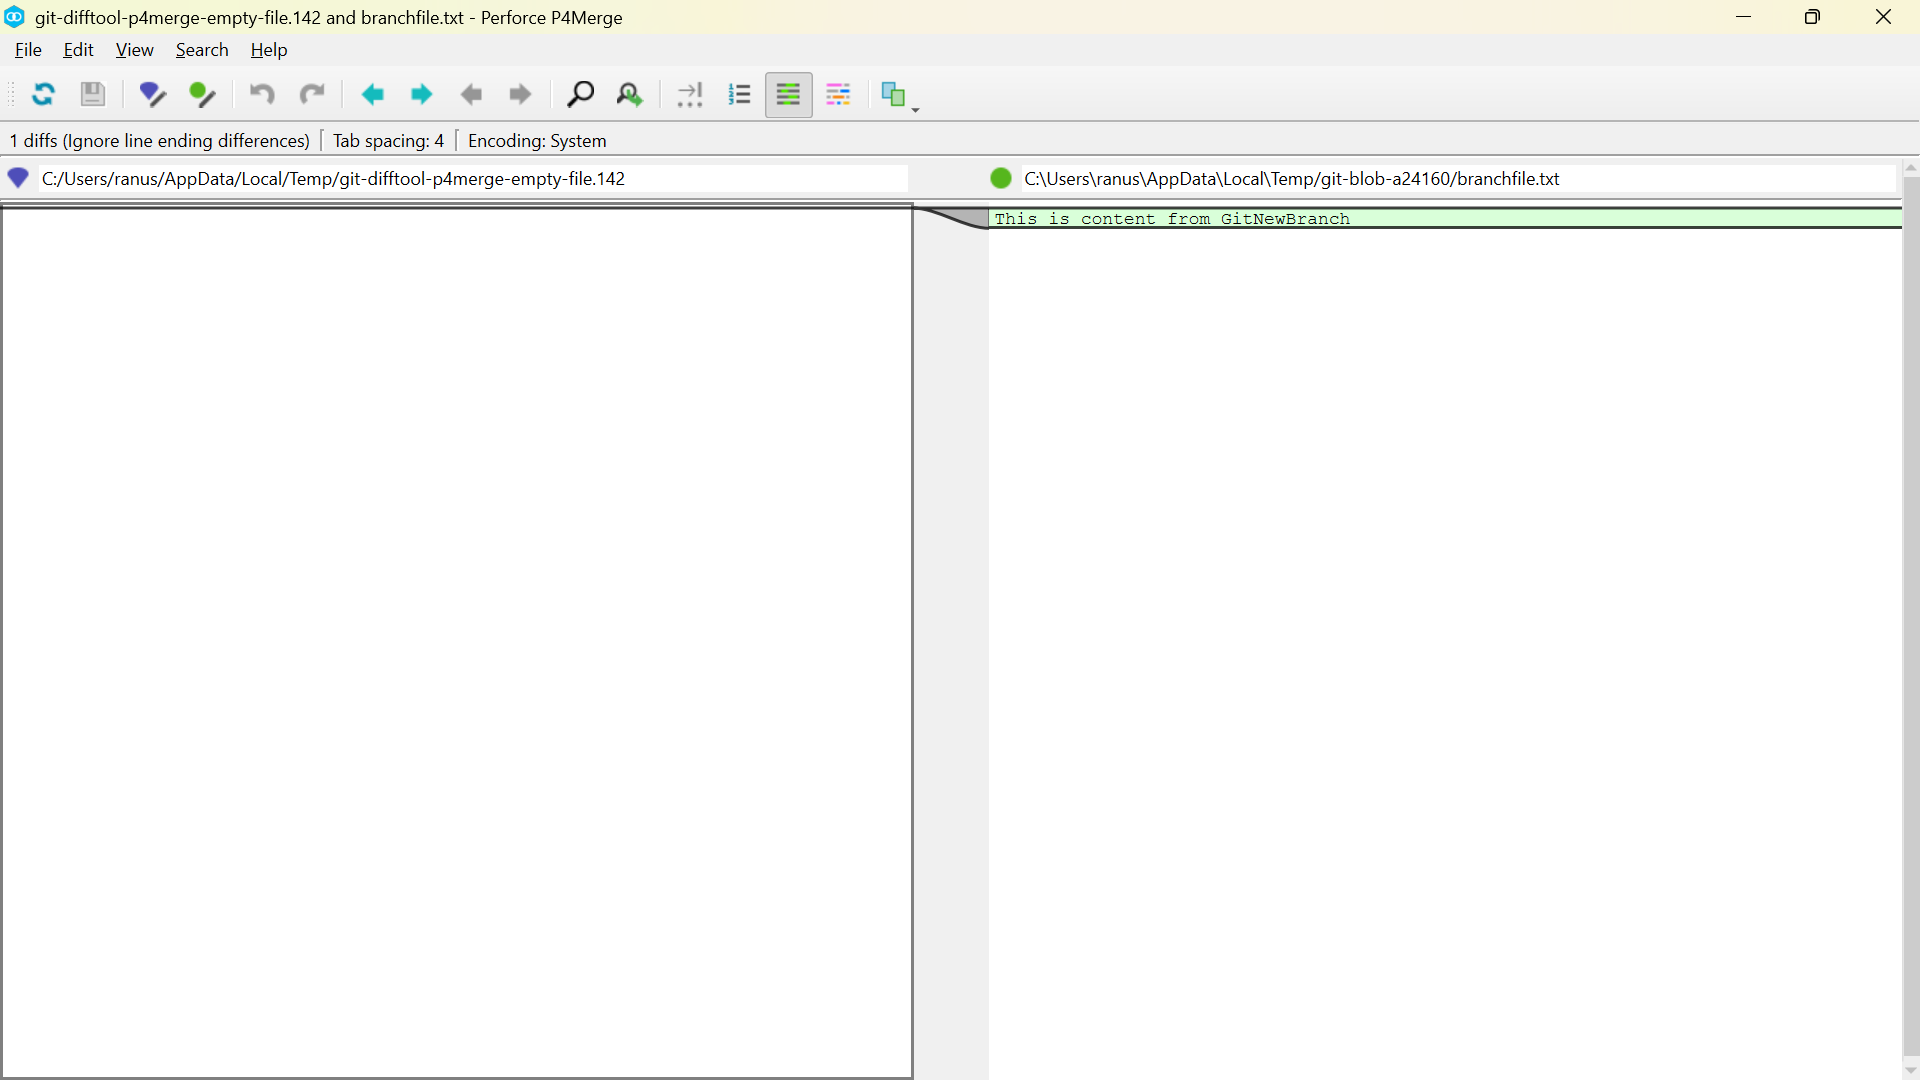 git-difftool-p4merge-empty-file.142 and branchfile.txt - Perforce P4Merge
File Edit View Search Help
1 diffs (Ignore line ending differences) Tab spacing: 4 Encoding: System
C:/Users/ranus/AppData/Local/Temp/git-difftool-p4merge-empty-file.142
C:\Users\ranus\AppData\Local\Temp/git-blob-a24160/branchfile.txt
This is content from GitNewBranch